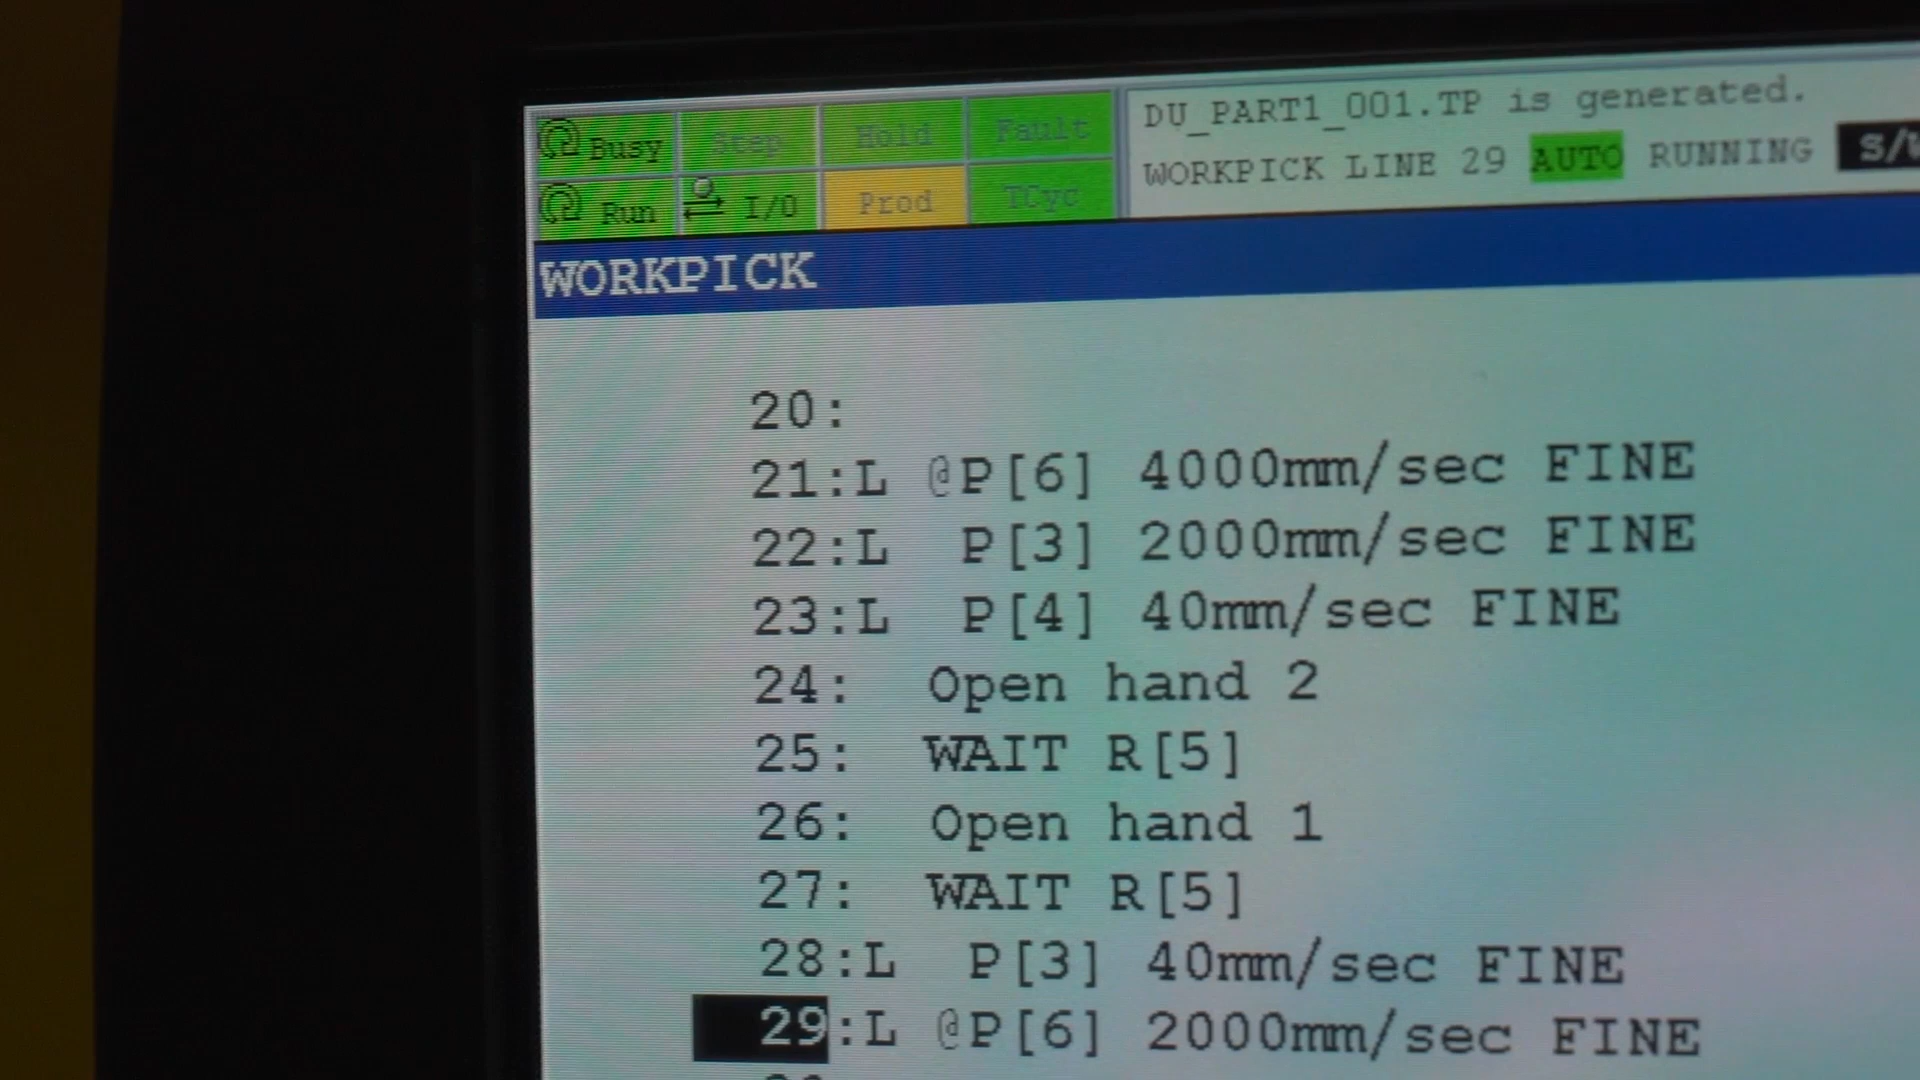 Busy Step Hold Fault
Run I/O Prod TCyc
DU_PART1_001.TP is generated.
WORKPICK LINE 29 AUTO RUNNING
WORKPICK
20:
21:L @P[6] 4000mm/sec FINE
22:L P[3] 2000mm/sec FINE
23:L P[4] 40mm/sec FINE
24: Open hand 2
25: WAIT R[5]
26: Open hand 1
27: WAIT R[5]
28:L P[3] 40mm/sec FINE
29:L @P[6] 2000mm/sec FINE